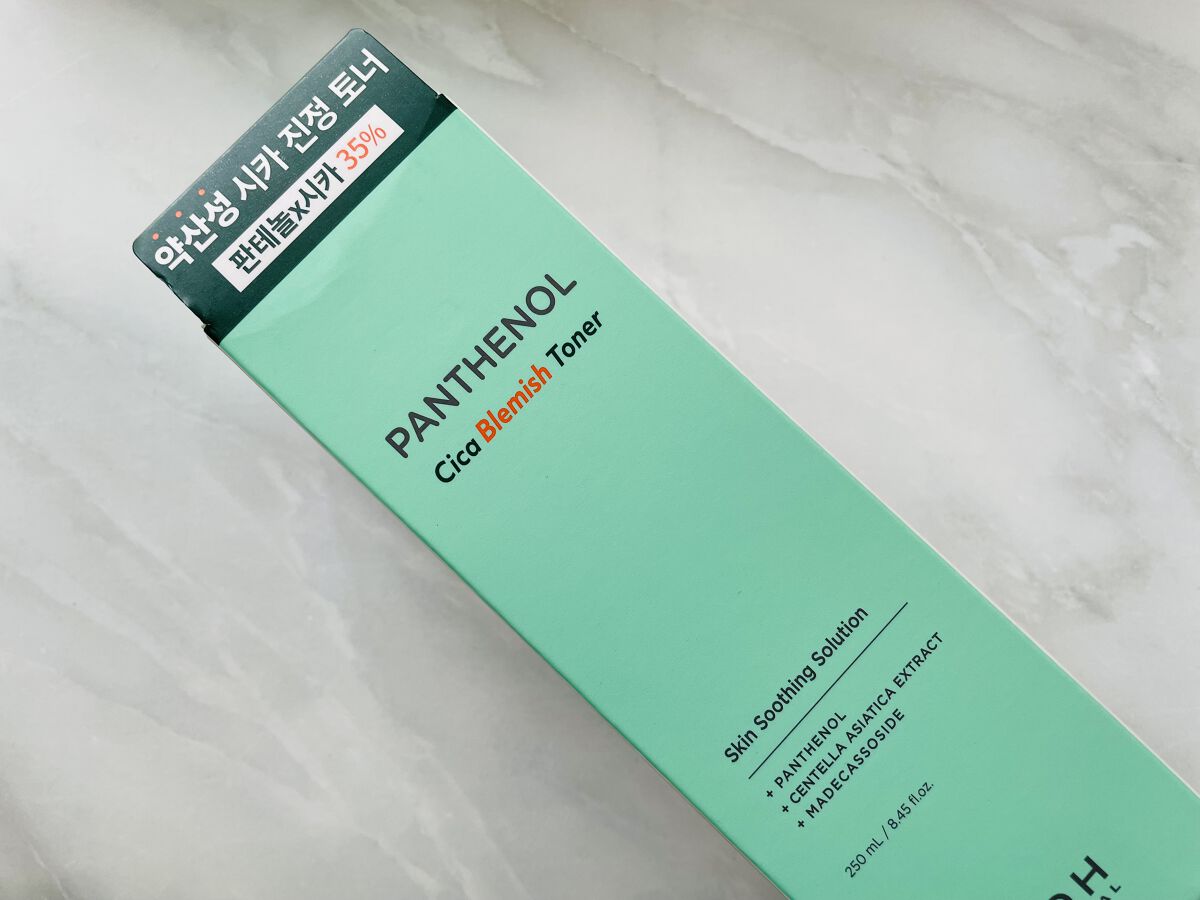 약산성 시카 진정 토너
판테놀x시카 35%
PANTHENOL
Cica Blemish Toner
Skin Soothing Solution
+ PANTHENOL
+ CENTELLA ASIATICA EXTRACT
+ MADECASSOSIDE
250 mL / 8.45 fl.oz.